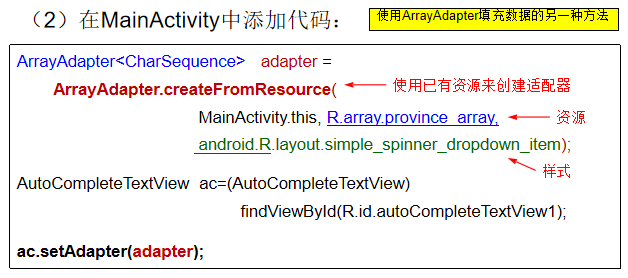 （2）在MainActivity中添加代码：
使用ArrayAdapter填充数据的另一种方法
ArrayAdapter<CharSequence> adapter =
ArrayAdapter.createFromResource(
使用已有资源来创建适配器
MainActivity.this, R.array.province_array,
资源
android.R.layout.simple_spinner_dropdown_item);
样式
AutoCompleteTextView ac=(AutoCompleteTextView)
findViewById(R.id.autoCompleteTextView1);
ac.setAdapter(adapter);